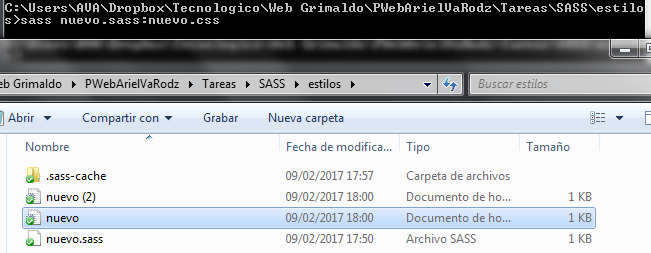 C:\Users\AVA\Dropbox\Tecnologico\Web Grimaldo\PWebArielVaRodz\Tareas\SASS\estilo
s>sass nuevo.sass:nuevo.css
eb Grimaldo PWebArielVaRodz Tareas SASS estilos Buscar estilos
Abrir Compartir con Grabar Nueva carpeta
Nombre Fecha de modifica... Tipo Tamaño
.sass-cache 09/02/2017 17:57 Carpeta de archivos
nuevo (2) 09/02/2017 18:00 Documento de ho... 1 KB
nuevo 09/02/2017 18:00 Documento de ho... 1 KB
nuevo.sass 09/02/2017 17:50 Archivo SASS 1 KB